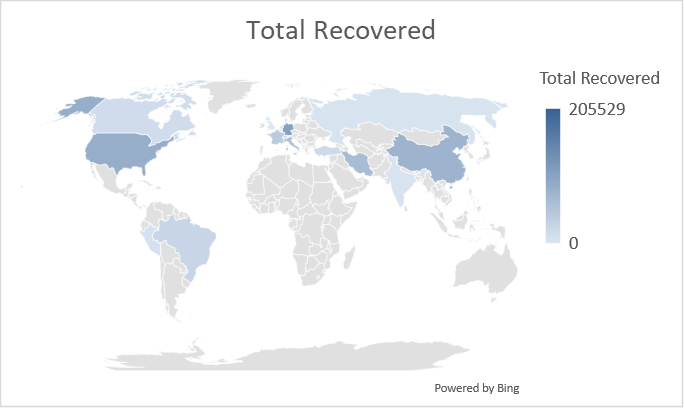 Total Recovered
Total Recovered
205529
0
Powered by Bing